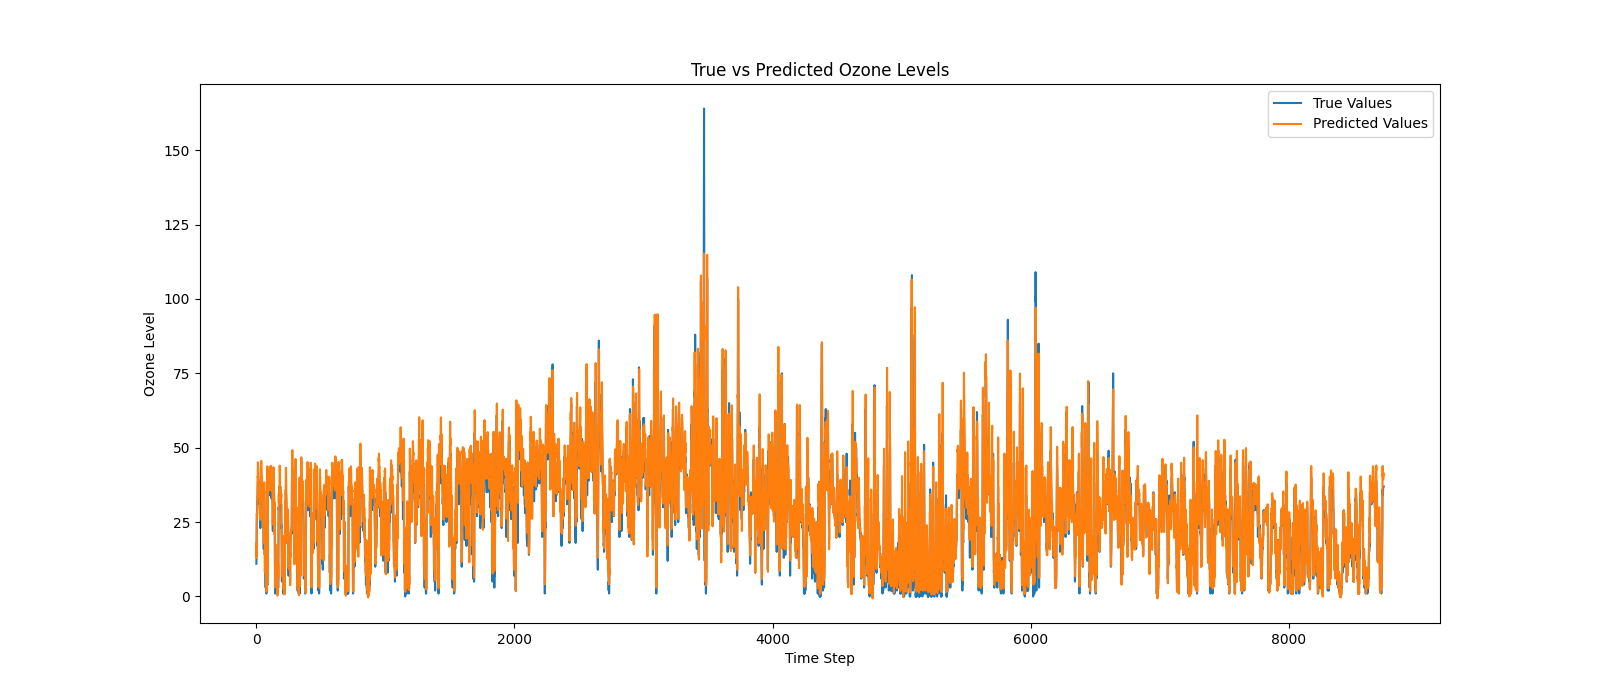 True vs Predicted Ozone Levels
True Values
Predicted Values
150
125
100
75
50
25
0
Ozone Level
0 2000 4000 6000 8000
Time Step